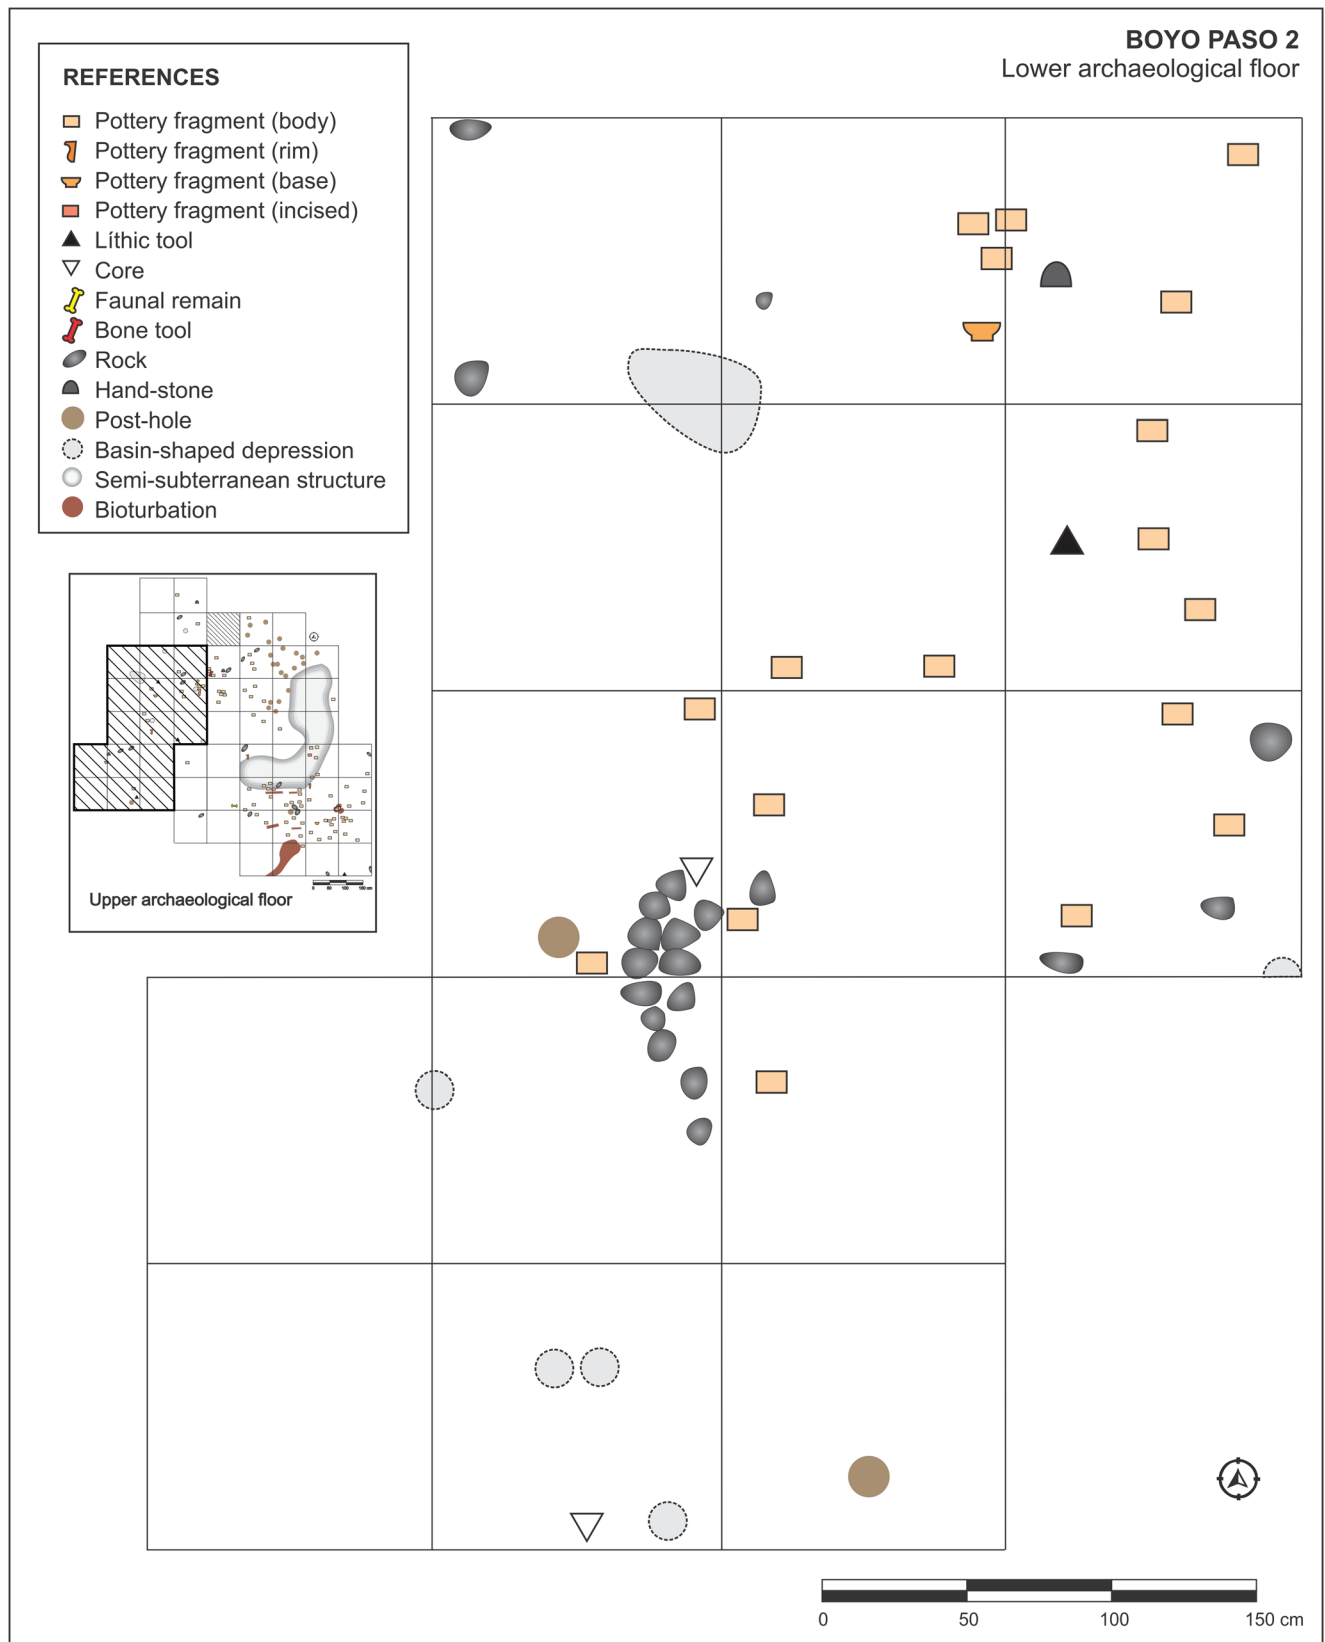 BOYO PASO 2
Lower archaeological floor
REFERENCES
Pottery fragment (body)
Pottery fragment (rim)
Pottery fragment (base)
Pottery fragment (incised)
Líthic tool
Core
Faunal remain
Bone tool
Rock
Hand-stone
Post-hole
Basin-shaped depression
Semi-subterranean structure
Bioturbation
Upper archaeological floor
0 50 100 150 cm